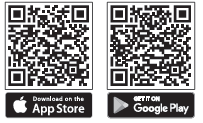 Download on the
App Store
GET IT ON
Google Play